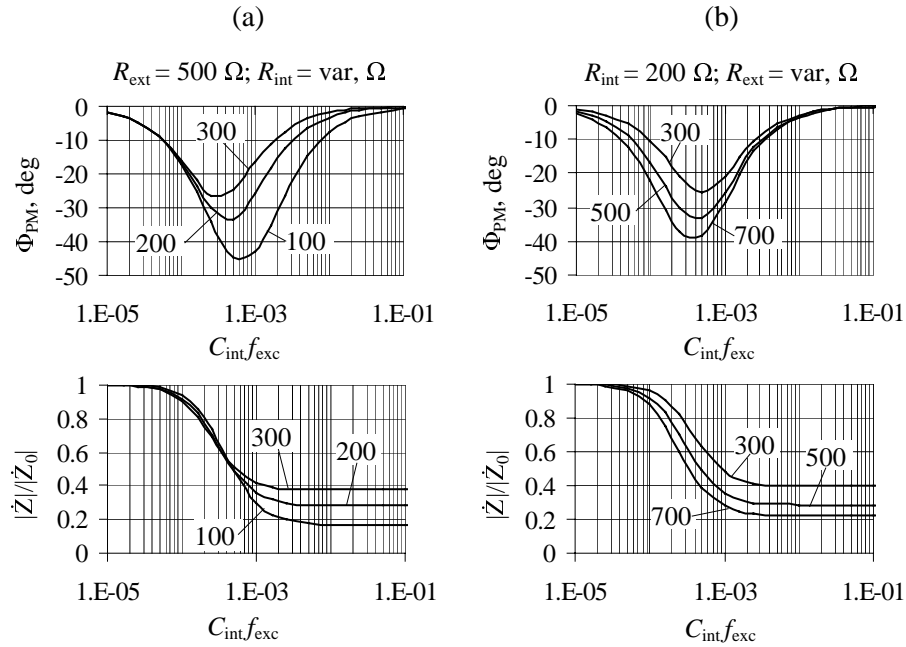 (a)
R_ext = 500 Ω; R_int = var, Ω
Φ_PM, deg
0
-10
-20
-30
-40
-50
300
200
100
1.E-05
1.E-03
1.E-01
C_int f_exc
|Ż|/|Ż₀|
1
0.8
0.6
0.4
0.2
0
300
200
100
1.E-05
1.E-03
1.E-01
C_int f_exc
(b)
R_int = 200 Ω; R_ext = var, Ω
Φ_PM, deg
0
-10
-20
-30
-40
-50
300
500
700
1.E-05
1.E-03
1.E-01
C_int f_exc
|Ż|/|Ż₀|
1
0.8
0.6
0.4
0.2
0
300
500
700
1.E-05
1.E-03
1.E-01
C_int f_exc